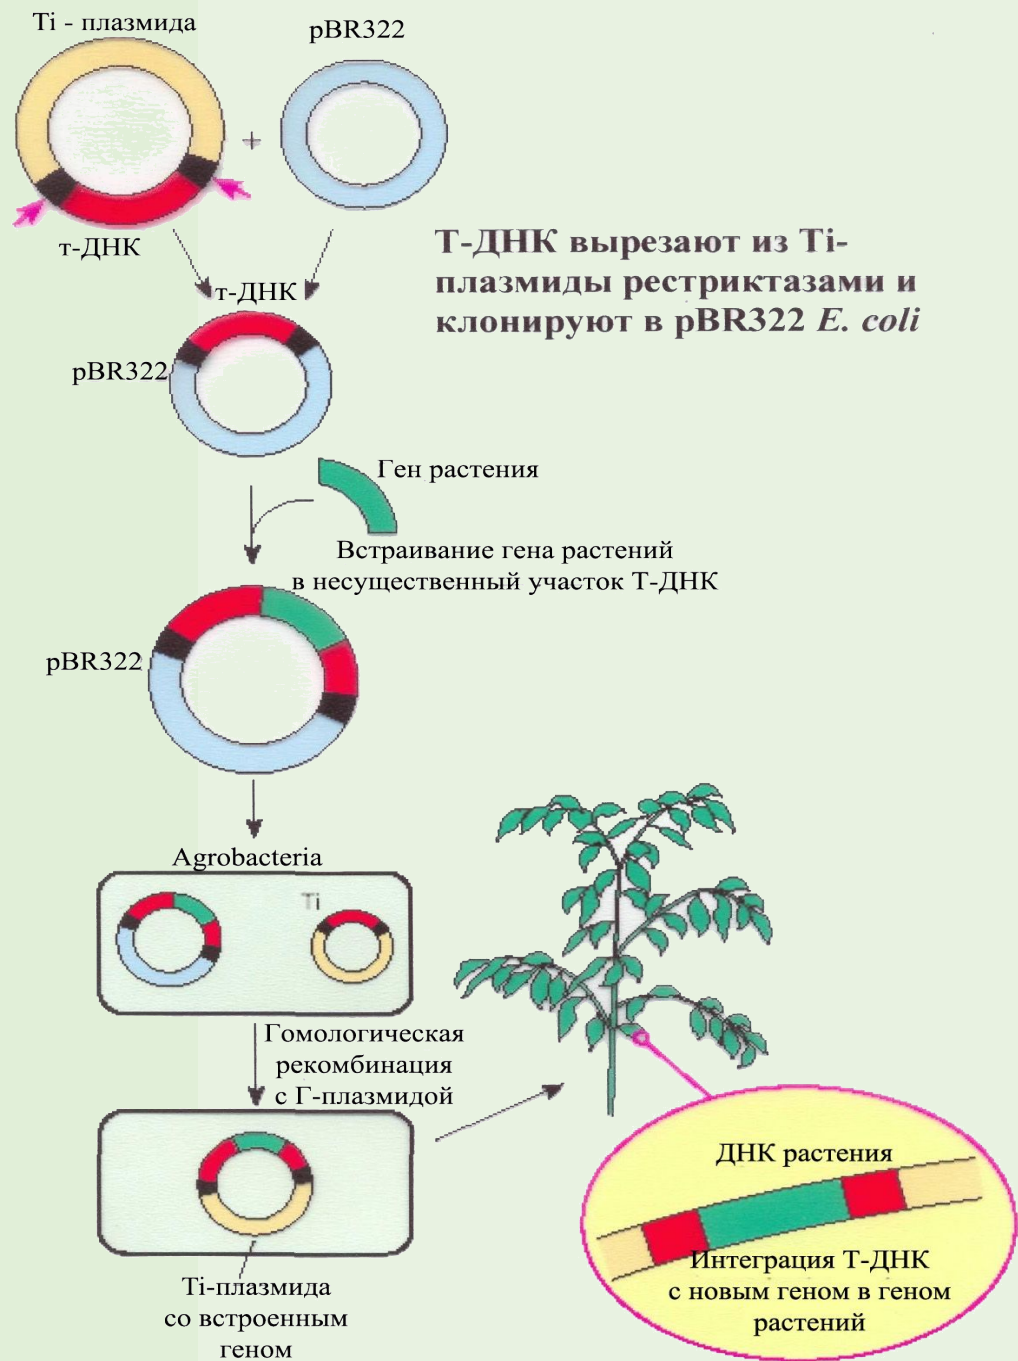 Ti - плазмида
pBR322
т-ДНК
Т-ДНК вырезают из Ti-
плазмиды рестриктазами и
клонируют в pBR322 E. coli
т-ДНК
pBR322
Ген растения
Встраивание гена растений
в несущественный участок Т-ДНК
pBR322
Agrobacteria
Ti
Гомологическая
рекомбинация
с Г-плазмидой
ДНК растения
Интеграция Т-ДНК
с новым геном в геном
растений
Ti-плазмида
со встроенным
геном